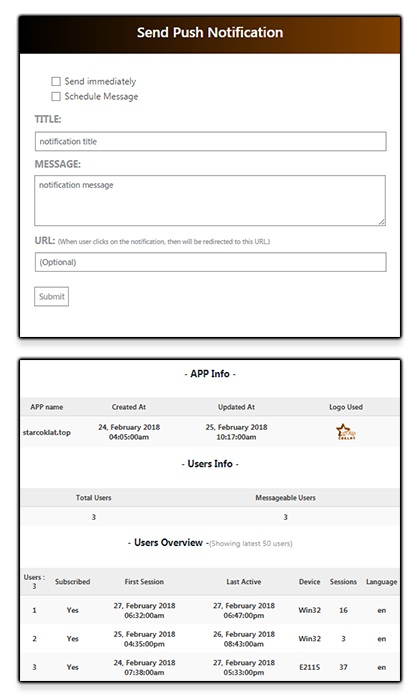 Send Push Notification
Send immediately
Schedule Message
TITLE:
notification title
MESSAGE:
notification message
URL: (When user clicks on the notification, then will be redirected to this URL.)
(Optional)
Submit
- APP Info -
APP name Created At Updated At Logo Used
starcoklat.top 24, February 2018 04:05:00am 25, February 2018 10:17:00am
- Users Info -
Total Users Messageable Users
3 3
- Users Overview -(Showing latest 50 users)
Users : 3 Subscribed First Session Last Active Device Sessions Language
1 Yes 27, February 2018 06:32:00am 27, February 2018 06:47:00pm Win32 16 en
2 Yes 25, February 2018 04:35:00pm 26, February 2018 08:43:00am Win32 3 en
3 Yes 24, February 2018 07:38:00am 27, February 2018 05:33:00pm E2115 37 en